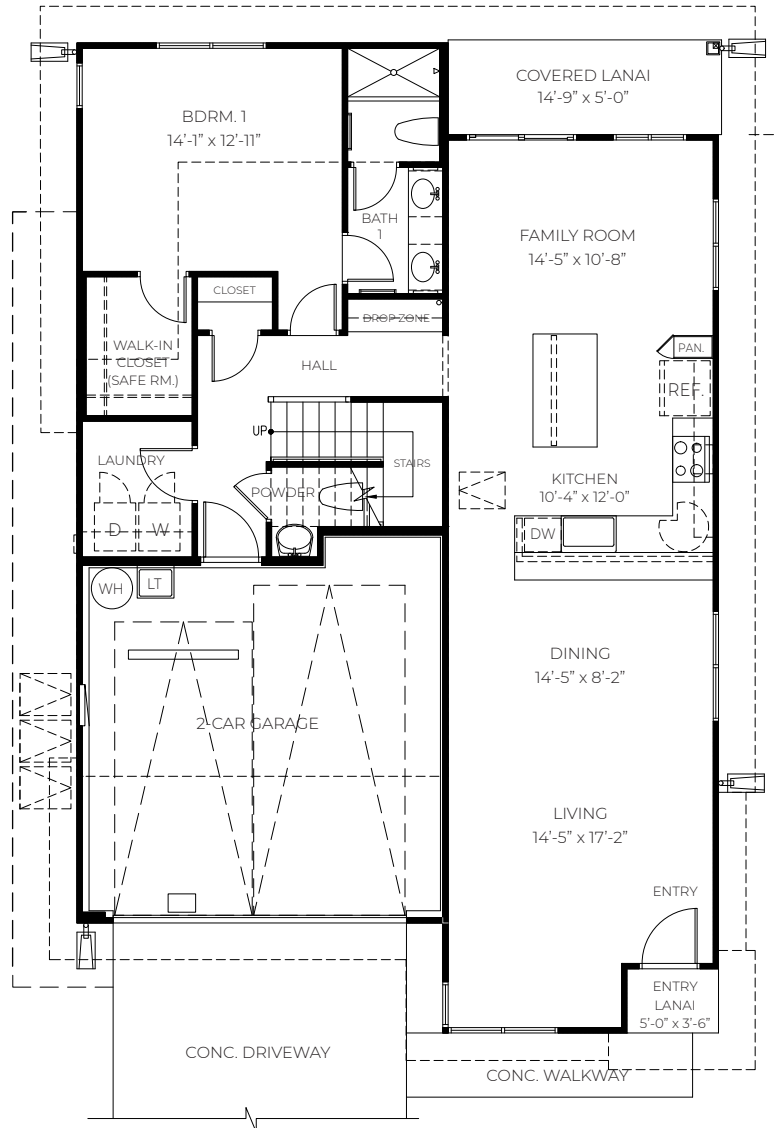 COVERED LANAI
14'-9" x 5'-0"
BDRM. 1
14'-1" x 12'-11"
BATH
1
FAMILY ROOM
14'-5" x 10'-8"
CLOSET
DROP ZONE
WALK-IN
CLOSET
(SAFE RM.)
HALL
PAN.
REF.
UP
LAUNDRY
STAIRS
POWDER
KITCHEN
10'-4" x 12'-0"
D
W
DW
WH
LT
DINING
14'-5" x 8'-2"
2-CAR GARAGE
LIVING
14'-5" x 17'-2"
ENTRY
ENTRY
LANAI
5'-0" x 3'-6"
CONC. DRIVEWAY
CONC. WALKWAY